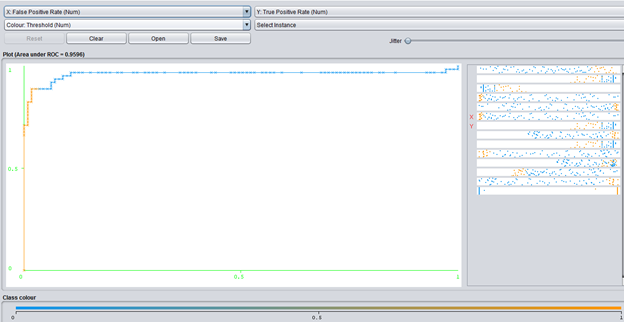 X: False Positive Rate (Num)
Y: True Positive Rate (Num)
Colour: Threshold (Num)
Select Instance
Reset
Clear
Open
Save
Jitter
Plot (Area under ROC = 0.9596)
1
0.5
0
0
0.5
1
X
Y
Class colour
0
0.5
1